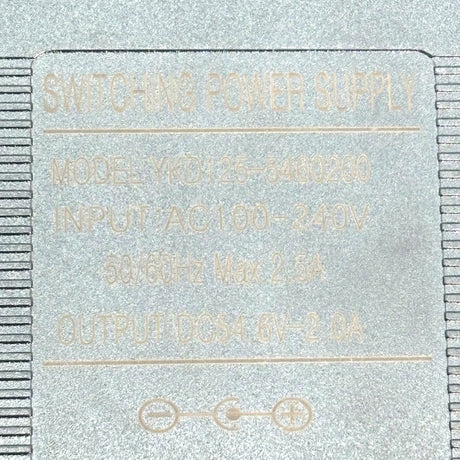 SWITCHING POWER SUPPLY
MODEL:YKD125-5460200
INPUT:AC100-240V
50/60Hz Max.2.5A
OUTPUT:DC54.6V-2.0A